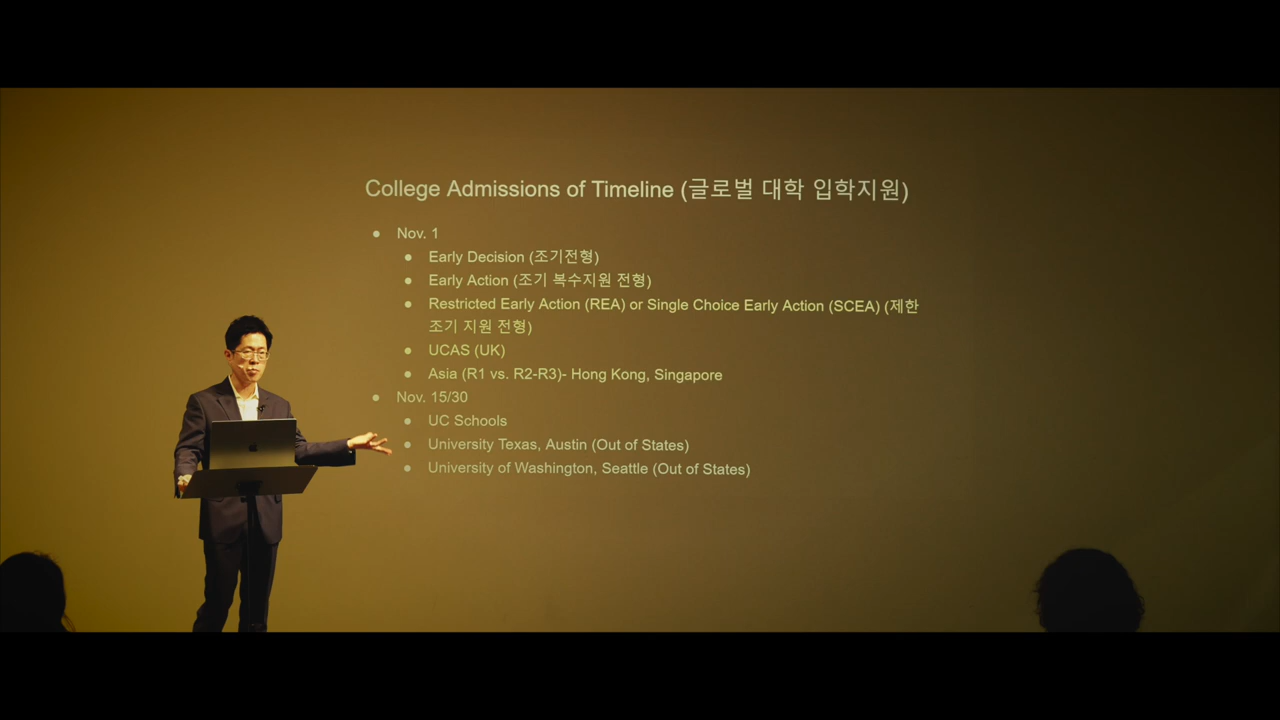 College Admissions of Timeline (글로벌 대학 입학지원)
● Nov. 1
● Early Decision (조기전형)
● Early Action (조기 복수지원 전형)
● Restricted Early Action (REA) or Single Choice Early Action (SCEA) (제한
조기 지원 전형)
● UCAS (UK)
● Asia (R1 vs. R2-R3)- Hong Kong, Singapore
● Nov. 15/30
● UC Schools
● University Texas, Austin (Out of States)
● University of Washington, Seattle (Out of States)